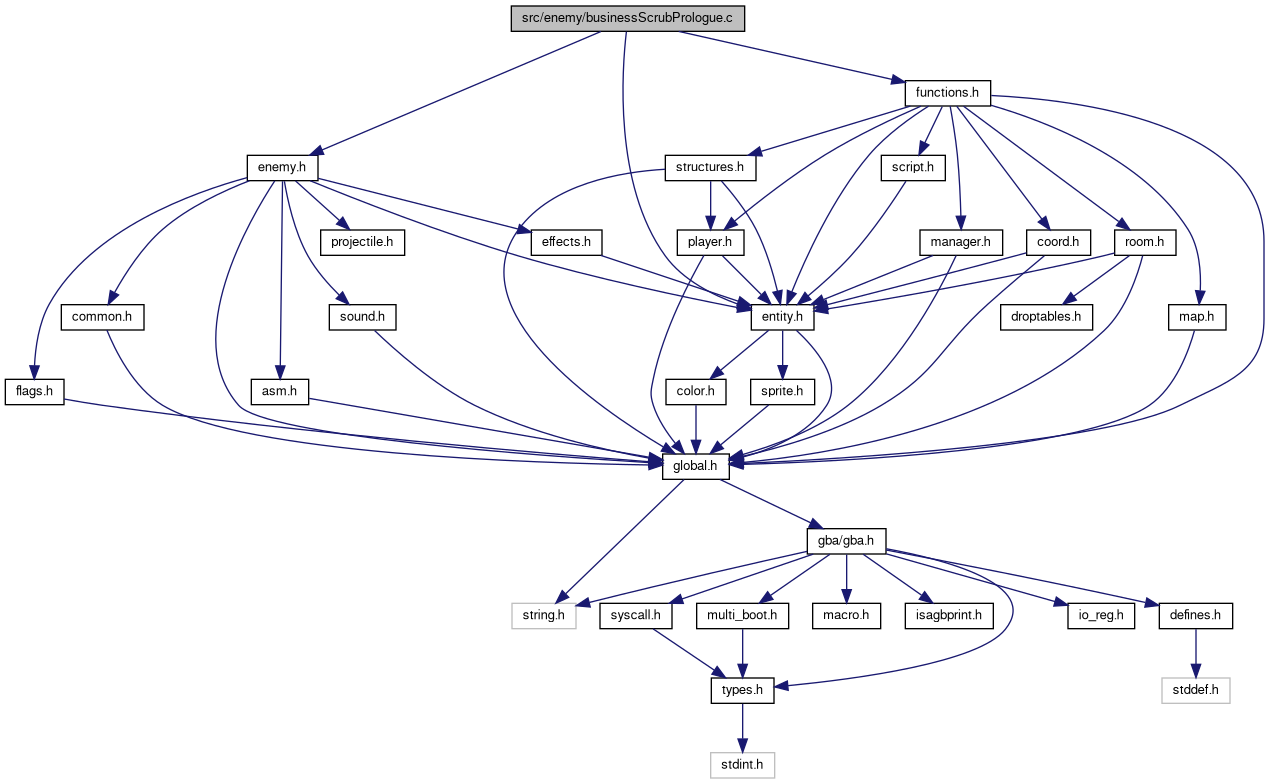 src/enemy/businessScrubPrologue.c
functions.h
enemy.h
structures.h
script.h
projectile.h
effects.h
player.h
manager.h
coord.h
room.h
common.h
sound.h
entity.h
droptables.h
map.h
flags.h
asm.h
color.h
sprite.h
global.h
gba/gba.h
string.h
syscall.h
multi_boot.h
macro.h
isagbprint.h
io_reg.h
defines.h
types.h
stddef.h
stdint.h